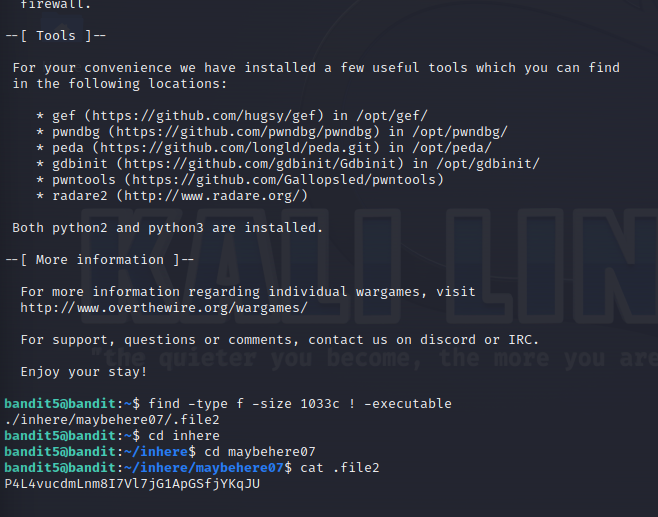 firewall.
--[ Tools ]--
For your convenience we have installed a few useful tools which you can find
in the following locations:
* gef (https://github.com/hugsy/gef) in /opt/gef/
* pwndbg (https://github.com/pwndbg/pwndbg) in /opt/pwndbg/
* peda (https://github.com/longld/peda.git) in /opt/peda/
* gdbinit (https://github.com/gdbinit/Gdbinit) in /opt/gdbinit/
* pwntools (https://github.com/Gallopsled/pwntools)
* radare2 (http://www.radare.org/)
Both python2 and python3 are installed.
--[ More information ]--
For more information regarding individual wargames, visit
http://www.overthewire.org/wargames/
For support, questions or comments, contact us on discord or IRC.
Enjoy your stay!
bandit5@bandit:~$ find -type f -size 1033c ! -executable
./inhere/maybehere07/.file2
bandit5@bandit:~$ cd inhere
bandit5@bandit:~/inhere$ cd maybehere07
bandit5@bandit:~/inhere/maybehere07$ cat .file2
P4L4vucdmLnm8I7Vl7jG1ApGSfjYKqJU
KALI LIN
"the quieter you become, the more you are